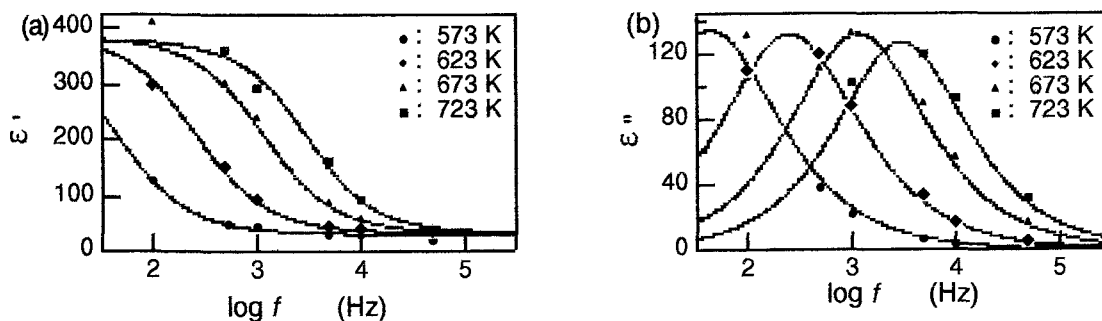 (a)
400
300
200
100
0
ε '
2 3 4 5
log f (Hz)
● : 573 K
◆ : 623 K
▲ : 673 K
■ : 723 K
(b)
120
80
40
0
ε "
2 3 4 5
log f (Hz)
● : 573 K
◆ : 623 K
▲ : 673 K
■ : 723 K